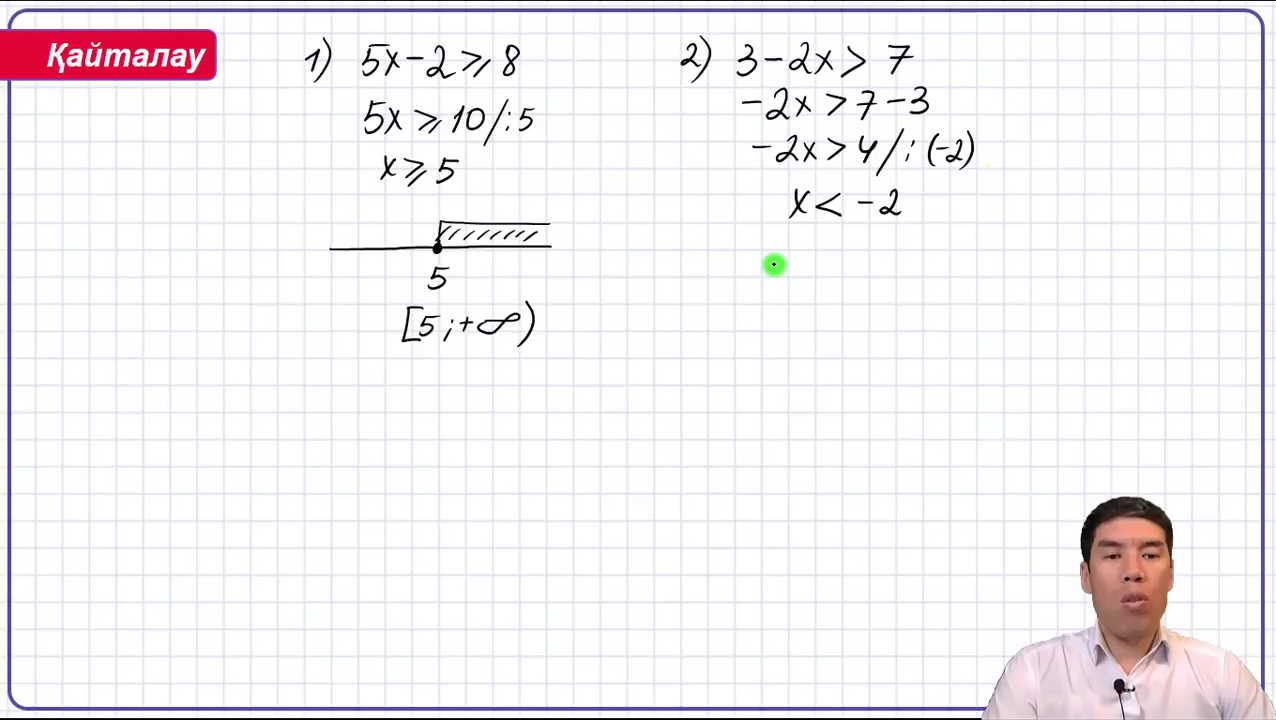 Қайталау
1) 5x-2⩾8
5x⩾10/:5
x⩾5
5
[5;+∞)
2) 3-2x>7
-2x>7-3
-2x>4/:(-2)
x<-2